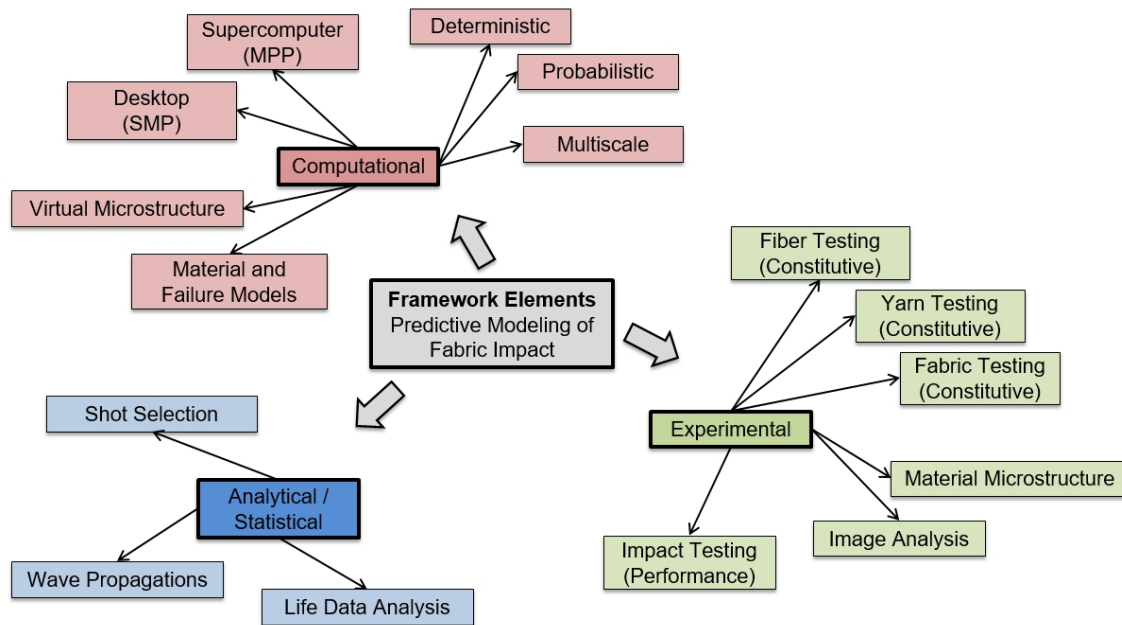 Supercomputer
(MPP)
Deterministic
Probabilistic
Desktop
(SMP)
Multiscale
Computational
Virtual Microstructure
Material and
Failure Models
Framework Elements
Predictive Modeling of
Fabric Impact
Fiber Testing
(Constitutive)
Yarn Testing
(Constitutive)
Fabric Testing
(Constitutive)
Experimental
Material Microstructure
Image Analysis
Impact Testing
(Performance)
Shot Selection
Analytical /
Statistical
Wave Propagations
Life Data Analysis